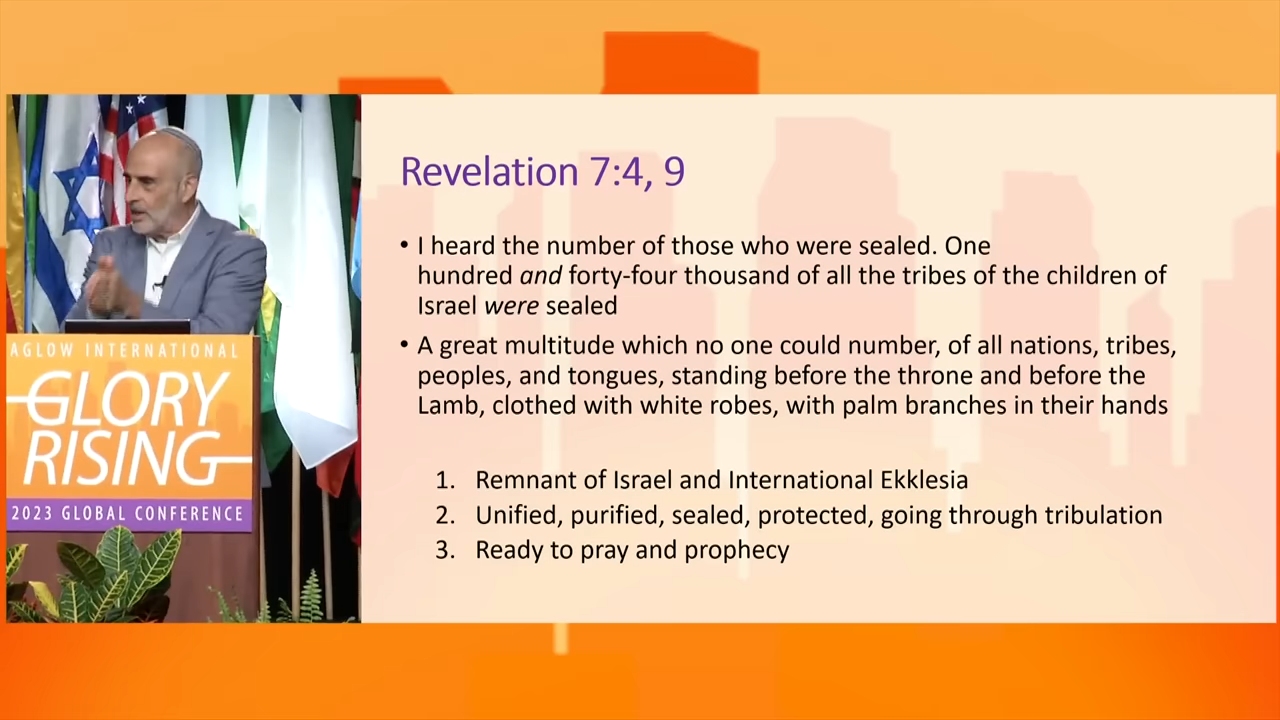 Revelation 7:4, 9
• I heard the number of those who were sealed. One
hundred and forty-four thousand of all the tribes of the children of
Israel were sealed
• A great multitude which no one could number, of all nations, tribes,
peoples, and tongues, standing before the throne and before the
Lamb, clothed with white robes, with palm branches in their hands
1. Remnant of Israel and International Ekklesia
2. Unified, purified, sealed, protected, going through tribulation
3. Ready to pray and prophecy
AGLOW INTERNATIONAL
GLORY
RISING
2023 GLOBAL CONFERENCE